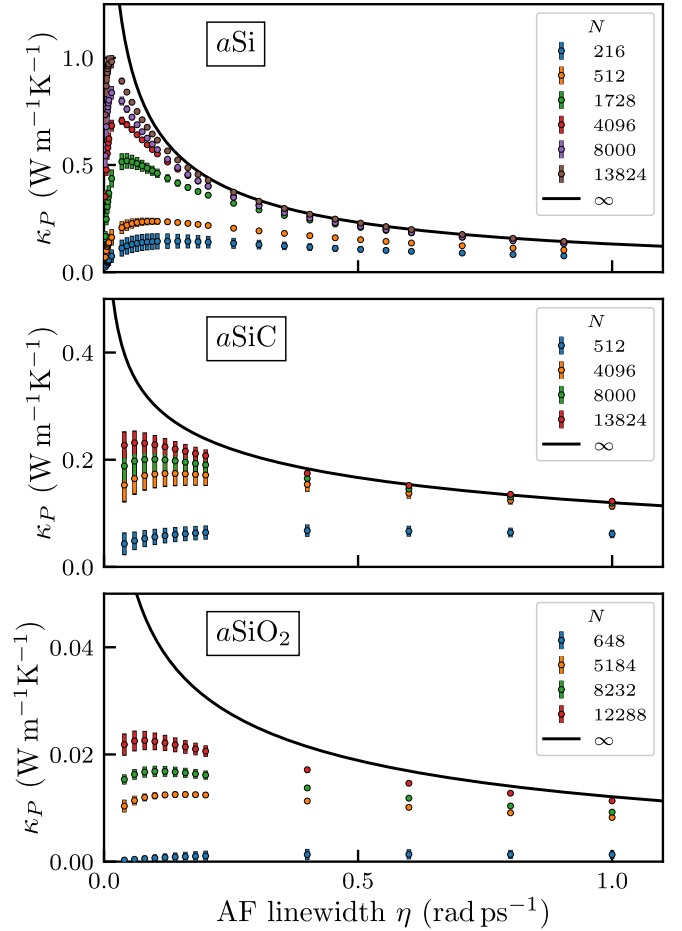 aSi
N
216
512
1728
4096
8000
13824
∞
κP (W m⁻¹K⁻¹)
1.0
0.5
0.0
aSiC
N
512
4096
8000
13824
∞
κP (W m⁻¹K⁻¹)
0.4
0.2
0.0
aSiO₂
N
648
5184
8232
12288
∞
κP (W m⁻¹K⁻¹)
0.04
0.02
0.00
0.0 0.5 1.0
AF linewidth η (rad ps⁻¹)